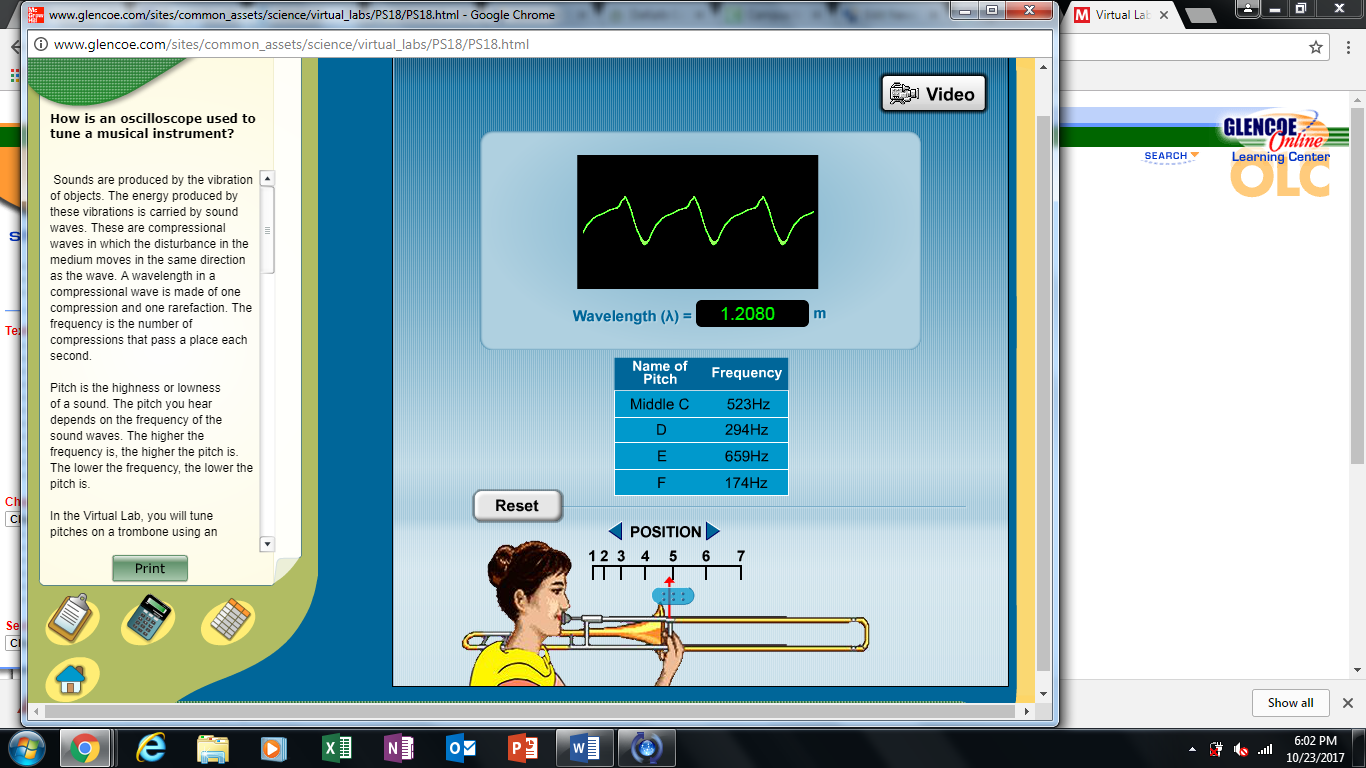 www.glencoe.com/sites/common_assets/science/virtual_labs/PS18/PS18.html - Google Chrome
Virtual Lab
www.glencoe.com/sites/common_assets/science/virtual_labs/PS18/PS18.html
How is an oscilloscope used to
tune a musical instrument?
Sounds are produced by the vibration
of objects. The energy produced by
these vibrations is carried by sound
waves. These are compressional
waves in which the disturbance in the
medium moves in the same direction
as the wave. A wavelength in a
compressional wave is made of one
compression and one rarefaction. The
frequency is the number of
compressions that pass a place each
second.
Pitch is the highness or lowness
of a sound. The pitch you hear
depends on the frequency of the
sound waves. The higher the
frequency is, the higher the pitch is.
The lower the frequency, the lower the
pitch is.
In the Virtual Lab, you will tune
pitches on a trombone using an
Print
Video
Wavelength (λ) = 1.2080 m
Name of Pitch Frequency
Middle C 523Hz
D 294Hz
E 659Hz
F 174Hz
Reset
POSITION
1 2 3 4 5 6 7
GLENCOE
Online
Learning Center
OLC
SEARCH
Show all
6:02 PM
10/23/2017